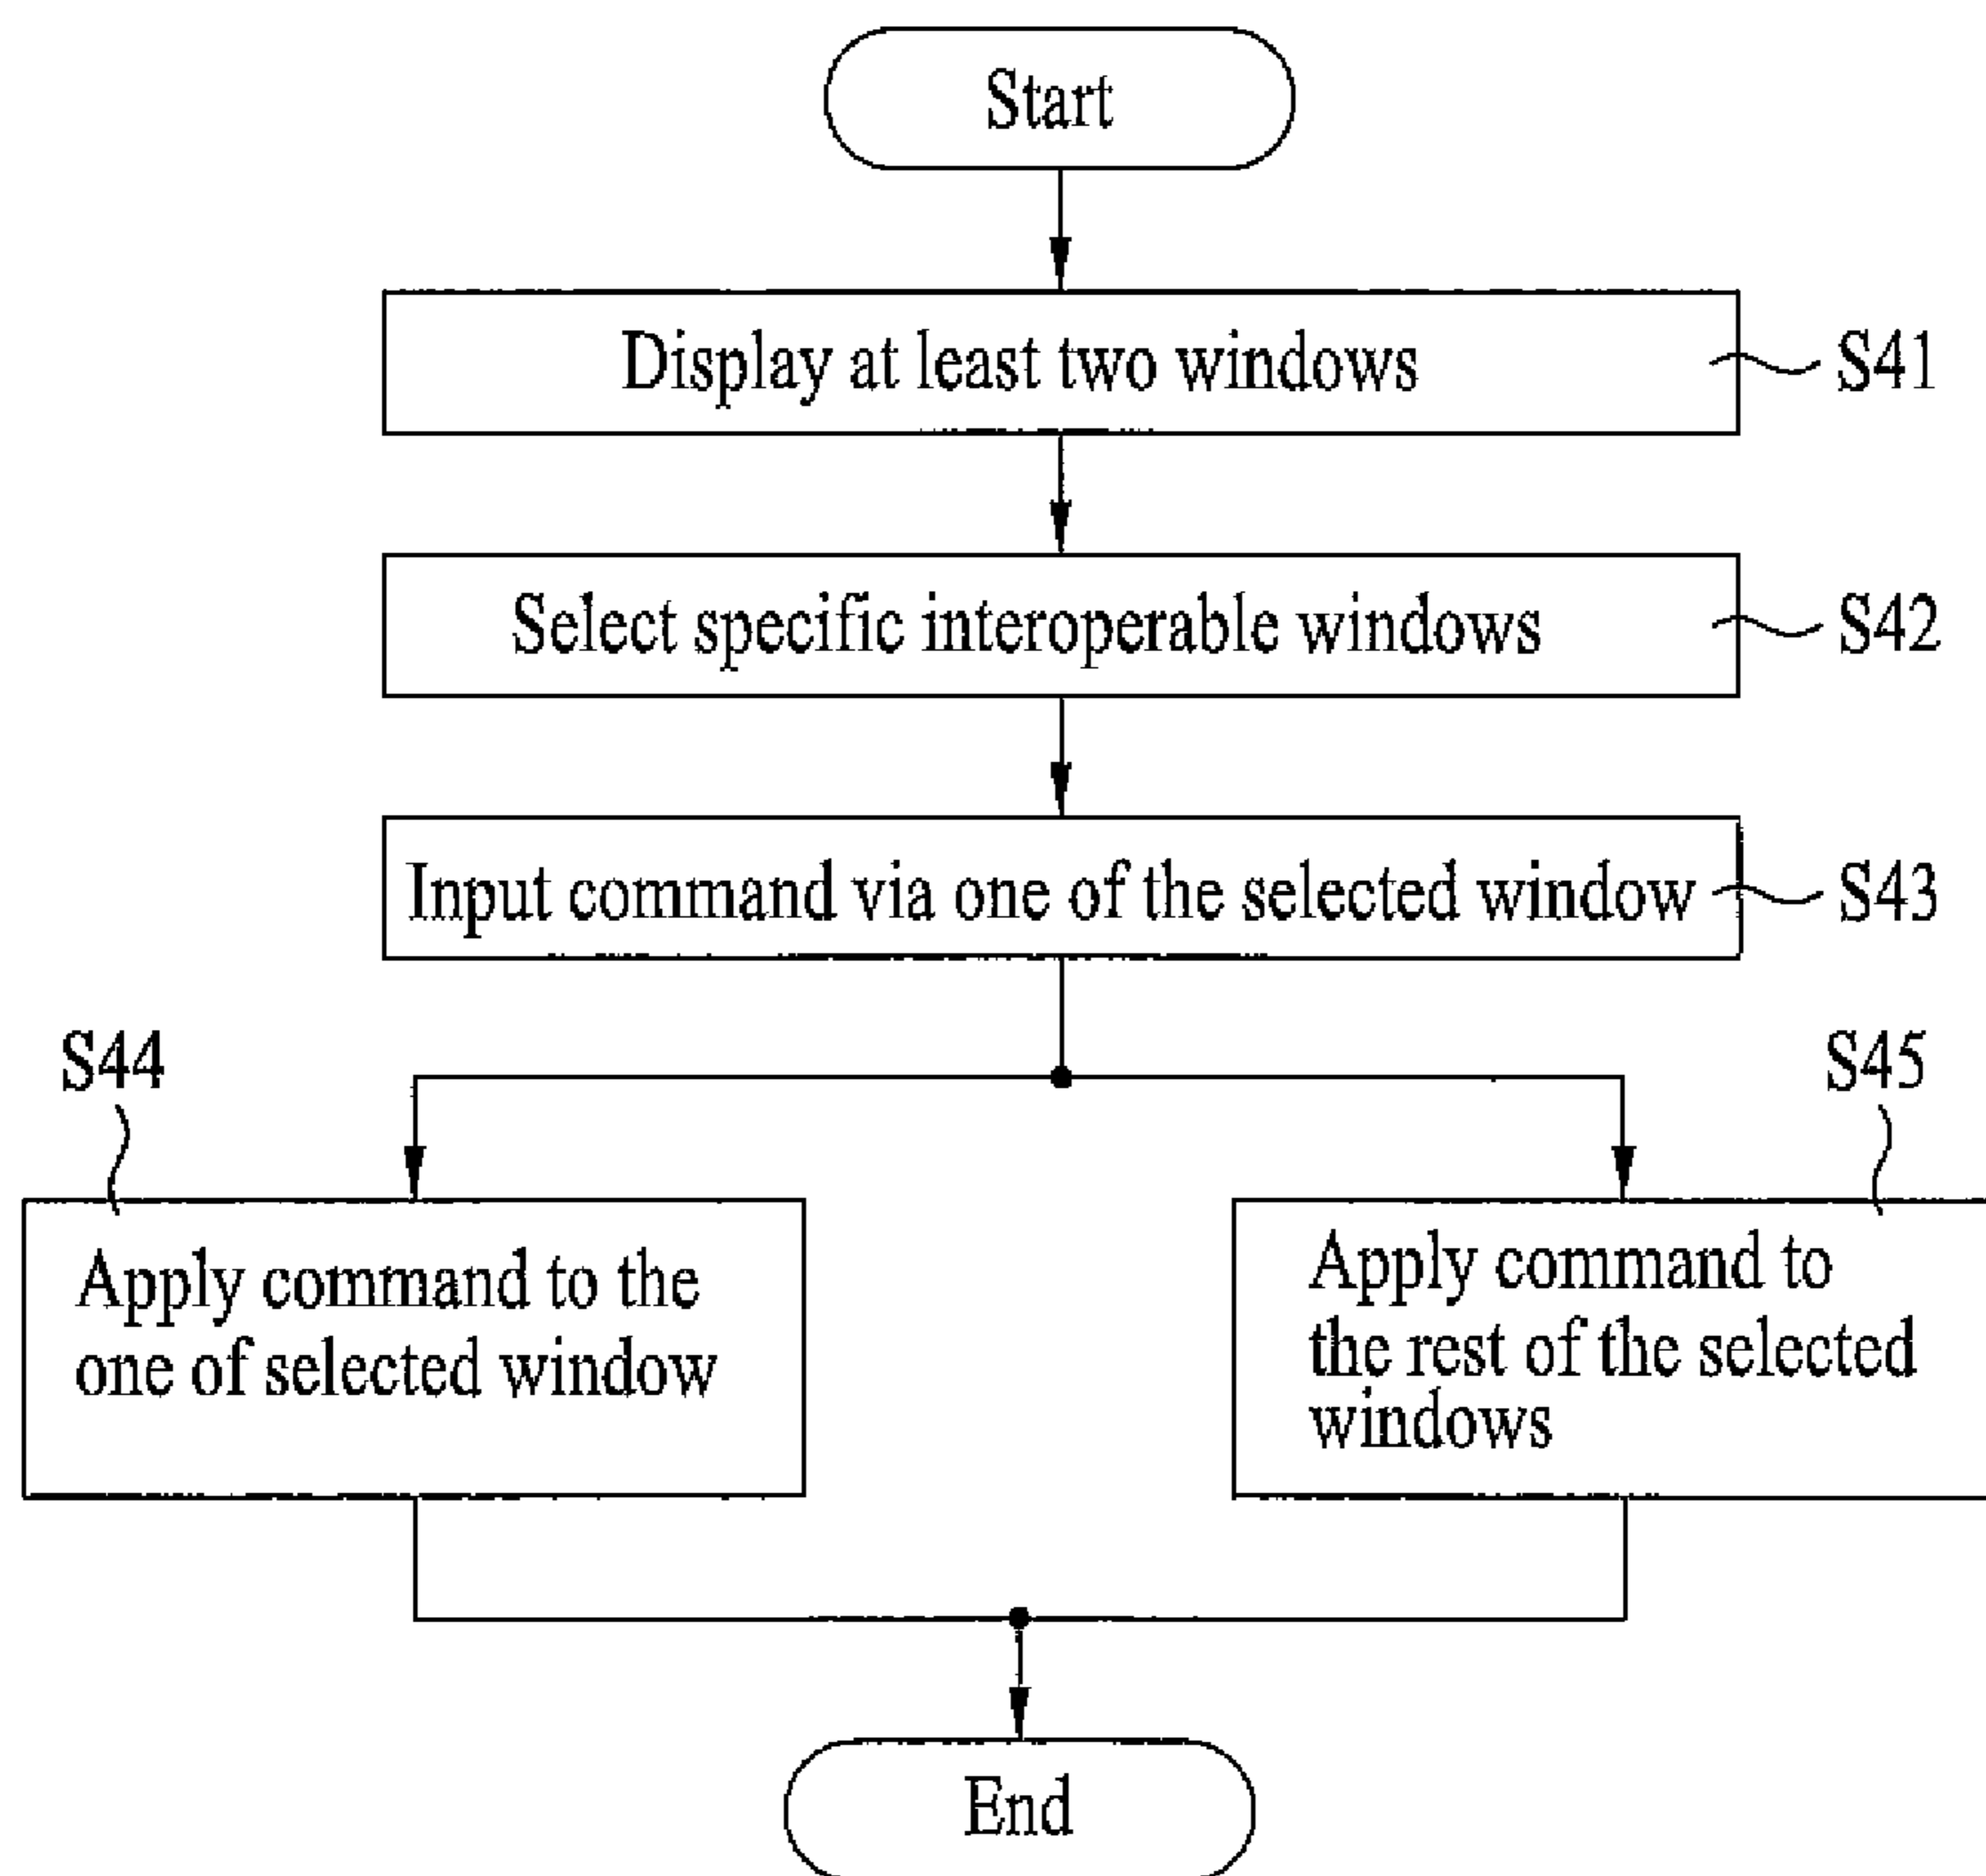 Start
Display at least two windows
S41
Select specific interoperable windows
S42
Input command via one of the selected window
S43
S44
S45
Apply command to the
one of selected window
Apply command to
the rest of the selected
windows
End